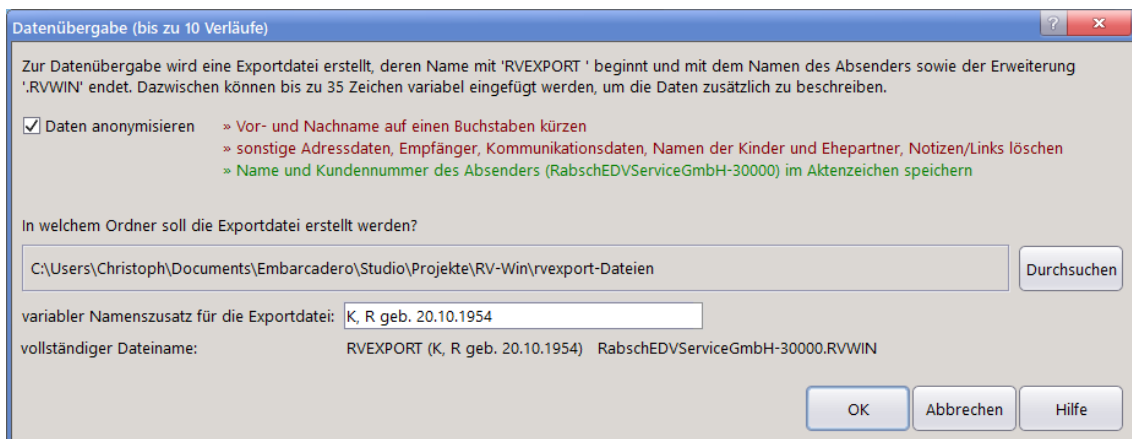 Datenübergabe (bis zu 10 Verläufe)
Zur Datenübergabe wird eine Exportdatei erstellt, deren Name mit 'RVEXPORT ' beginnt und mit dem Namen des Absenders sowie der Erweiterung
'.RVWIN' endet. Dazwischen können bis zu 35 Zeichen variabel eingefügt werden, um die Daten zusätzlich zu beschreiben.
Daten anonymisieren » Vor- und Nachname auf einen Buchstaben kürzen
» sonstige Adressdaten, Empfänger, Kommunikationsdaten, Namen der Kinder und Ehepartner, Notizen/Links löschen
» Name und Kundennummer des Absenders (RabschEDVServiceGmbH-30000) im Aktenzeichen speichern
In welchem Ordner soll die Exportdatei erstellt werden?
C:\Users\Christoph\Documents\Embarcadero\Studio\Projekte\RV-Win\rvexport-Dateien Durchsuchen
variabler Namenszusatz für die Exportdatei: K, R geb. 20.10.1954
vollständiger Dateiname: RVEXPORT (K, R geb. 20.10.1954) RabschEDVServiceGmbH-30000.RVWIN
OK Abbrechen Hilfe